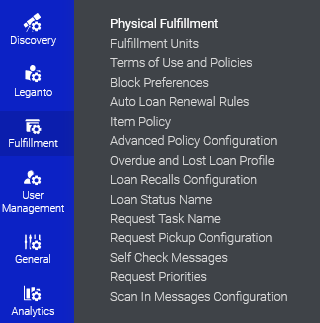 Discovery
Leganto
Fulfillment
User
Management
General
Analytics
Physical Fulfillment
Fulfillment Units
Terms of Use and Policies
Block Preferences
Auto Loan Renewal Rules
Item Policy
Advanced Policy Configuration
Overdue and Lost Loan Profile
Loan Recalls Configuration
Loan Status Name
Request Task Name
Request Pickup Configuration
Self Check Messages
Request Priorities
Scan In Messages Configuration